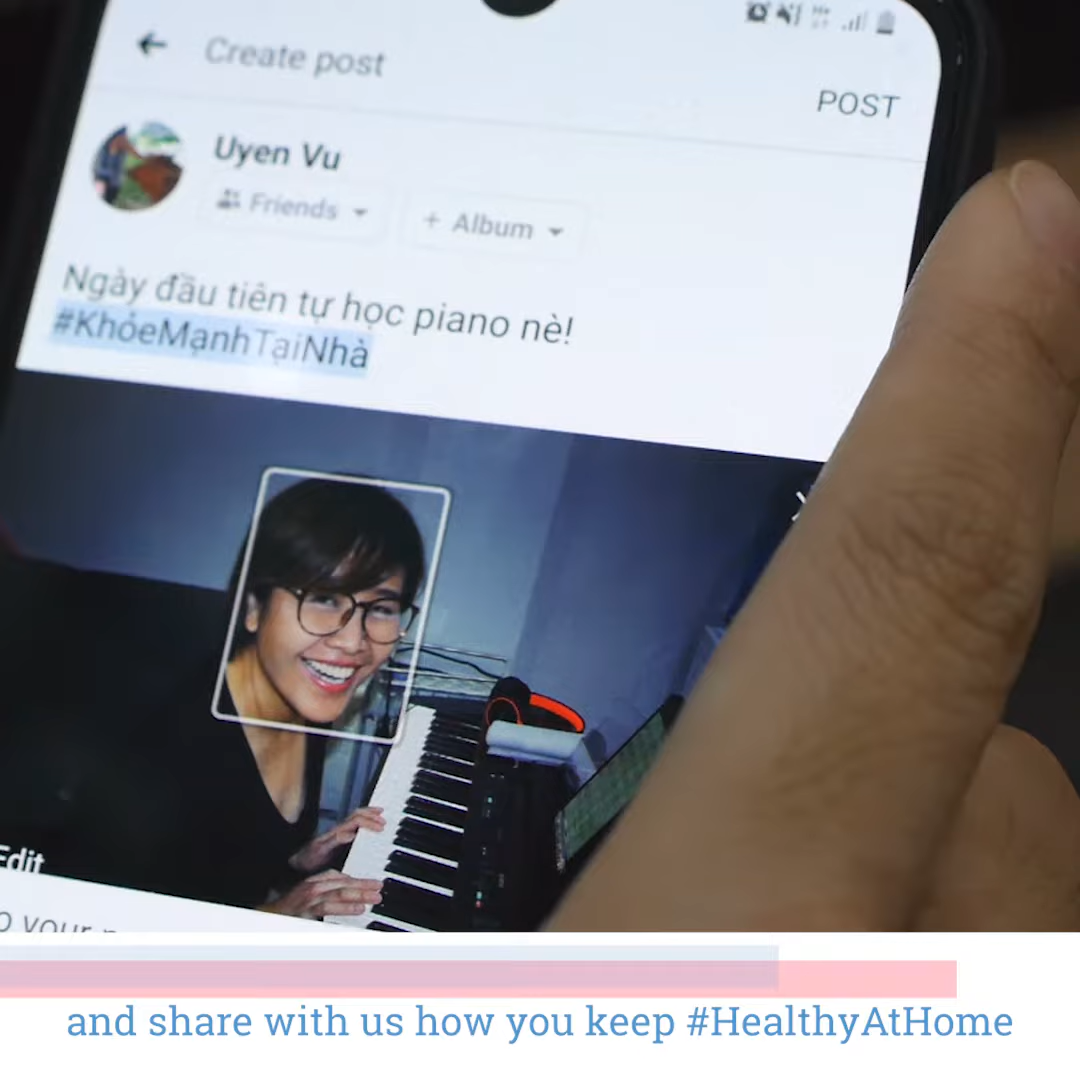 Create post
POST
Uyen Vu
Friends
+ Album
Ngày đầu tiên tự học piano nè!
#KhỏeMạnhTạiNhà
Edit
your
and share with us how you keep #HealthyAtHome